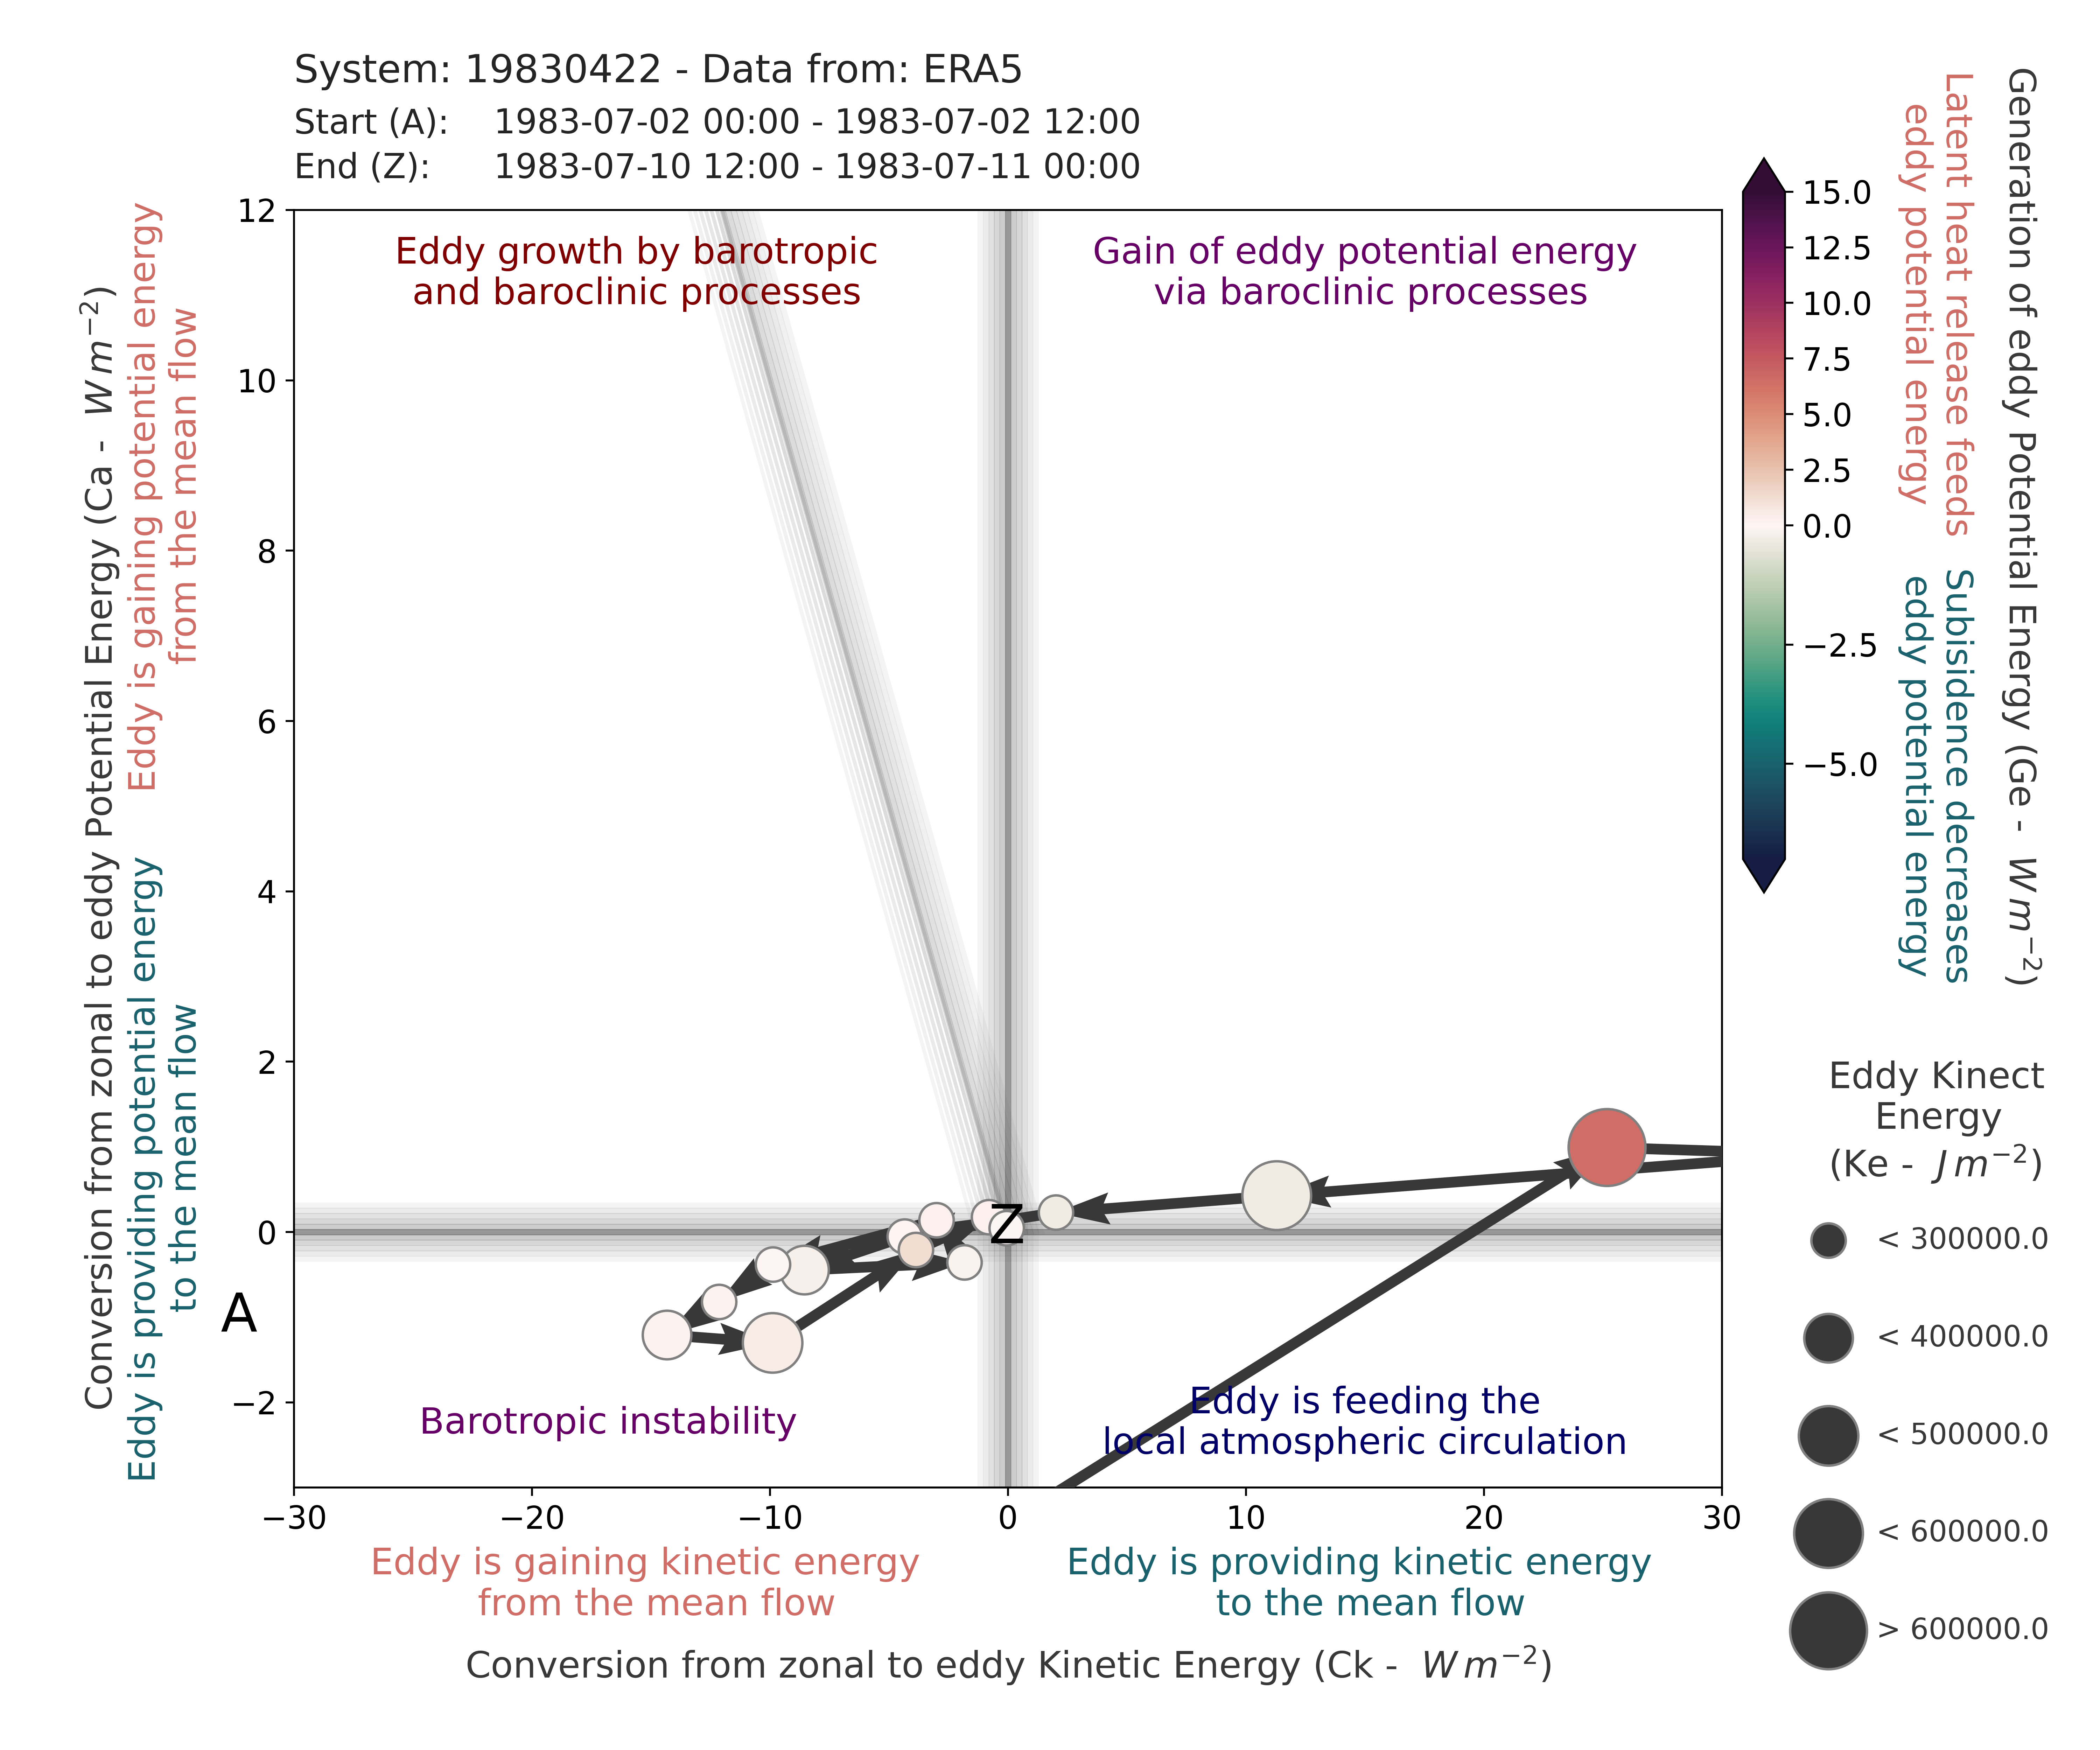 System: 19830422 - Data from: ERA5
Start (A): 1983-07-02 00:00 - 1983-07-02 12:00
End (Z): 1983-07-10 12:00 - 1983-07-11 00:00
Conversion from zonal to eddy Potential Energy (Ca - W m⁻²)
Eddy is gaining potential energy
from the mean flow
Eddy is providing potential energy
to the mean flow
12
10
8
6
4
2
0
−2
Eddy growth by barotropic
and baroclinic processes
Gain of eddy potential energy
via baroclinic processes
A
Z
Barotropic instability
Eddy is feeding the
local atmospheric circulation
−30
−20
−10
0
10
20
30
Eddy is gaining kinetic energy
from the mean flow
Eddy is providing kinetic energy
to the mean flow
Conversion from zonal to eddy Kinetic Energy (Ck - W m⁻²)
15.0
12.5
10.0
7.5
5.0
2.5
0.0
−2.5
−5.0
Latent heat release feeds
eddy potential energy
Subisidence decreases
eddy potential energy
Generation of eddy Potential Energy (Ge - W m⁻²)
Eddy Kinect
Energy
(Ke - J m⁻²)
< 300000.0
< 400000.0
< 500000.0
< 600000.0
> 600000.0